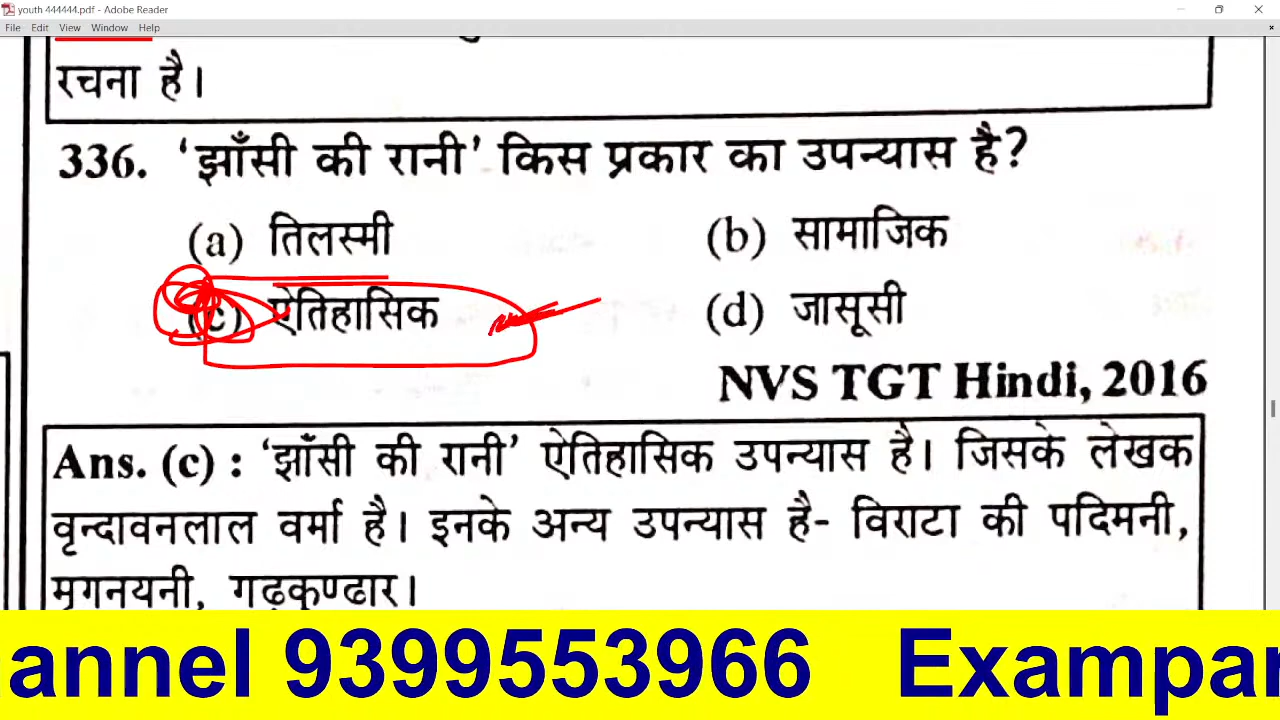 youth 444444.pdf - Adobe Reader
File Edit View Window Help
रचना है।
336. ‘झाँसी की रानी’ किस प्रकार का उपन्यास है?
(a) तिलस्मी (b) सामाजिक
(c) ऐतिहासिक (d) जासूसी
NVS TGT Hindi, 2016
Ans. (c) : ‘झाँसी की रानी’ ऐतिहासिक उपन्यास है। जिसके लेखक
वृन्दावनलाल वर्मा है। इनके अन्य उपन्यास है- विराटा की पदिमनी,
मृगनयनी, गढ़कुण्ढार।
annel 9399553966 Exampar